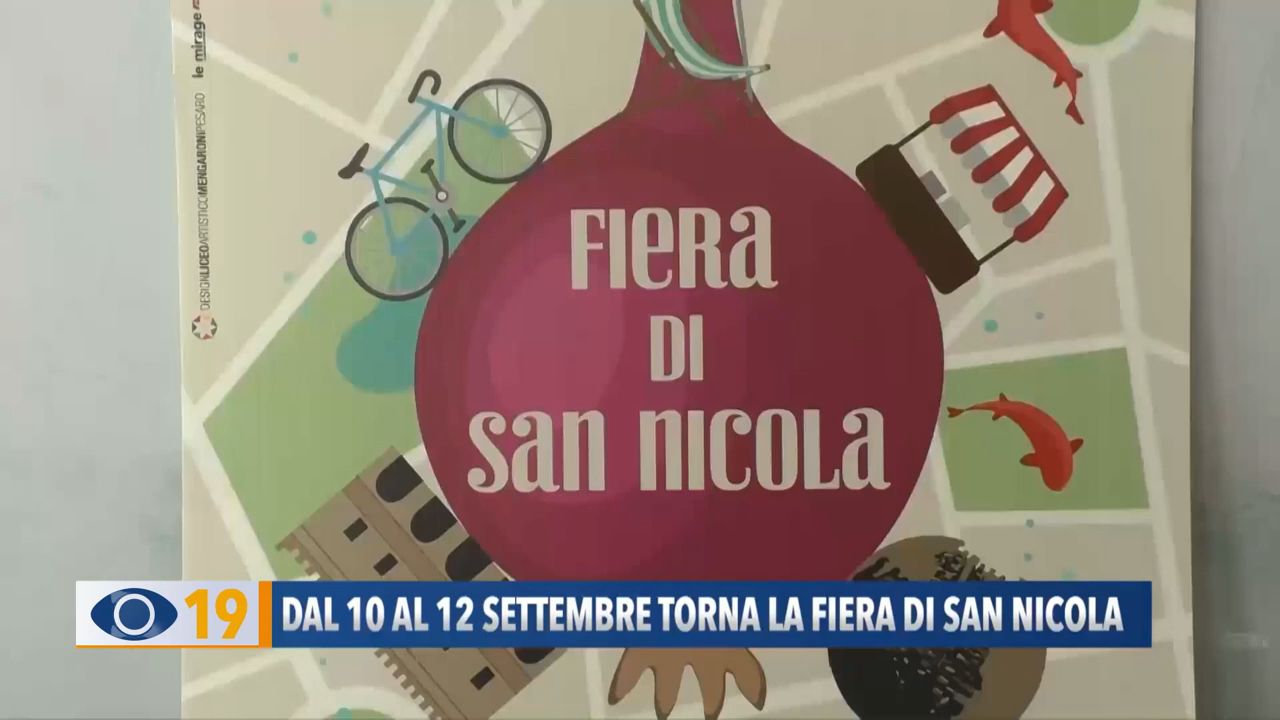 le mirage
DESIGNLICEOARTISTICOMENGARONIPESARO
FIERA
DI
SAN NICOLA
19
DAL 10 AL 12 SETTEMBRE TORNA LA FIERA DI SAN NICOLA